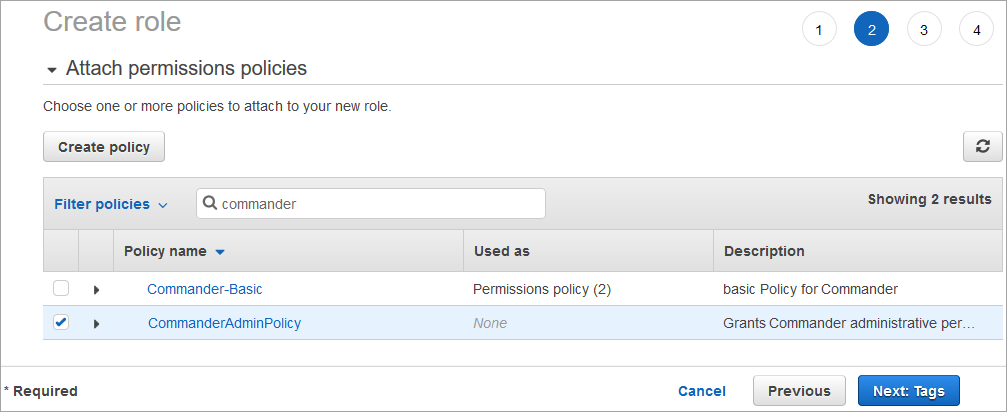 Create role
1 2 3 4
Attach permissions policies
Choose one or more policies to attach to your new role.
Create policy
Filter policies commander Showing 2 results
Policy name Used as Description
Commander-Basic Permissions policy (2) basic Policy for Commander
CommanderAdminPolicy None Grants Commander administrative per…
* Required Cancel Previous Next: Tags